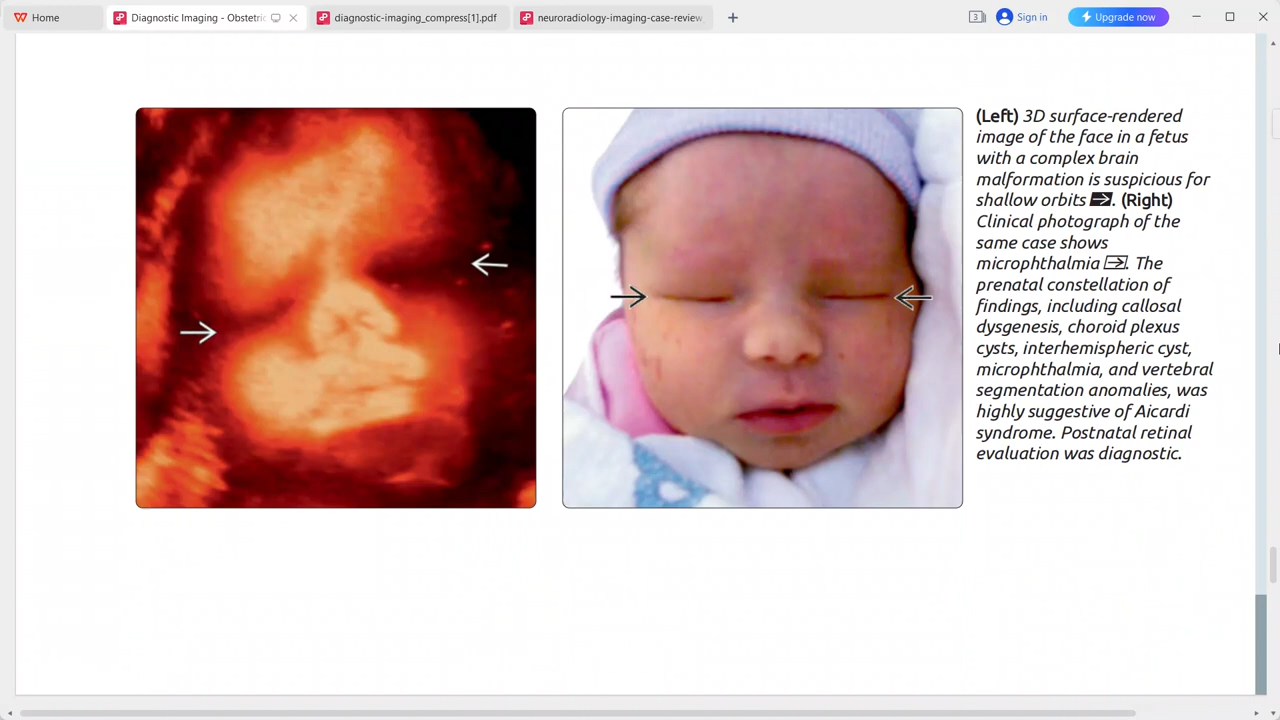 Home
Diagnostic Imaging - Obstetric
diagnostic-imaging_compress[1].pdf
neuroradiology-imaging-case-review
3
Sign in
Upgrade now
(Left) 3D surface-rendered
image of the face in a fetus
with a complex brain
malformation is suspicious for
shallow orbits ➡. (Right)
Clinical photograph of the
same case shows
microphthalmia ➡. The
prenatal constellation of
findings, including callosal
dysgenesis, choroid plexus
cysts, interhemispheric cyst,
microphthalmia, and vertebral
segmentation anomalies, was
highly suggestive of Aicardi
syndrome. Postnatal retinal
evaluation was diagnostic.